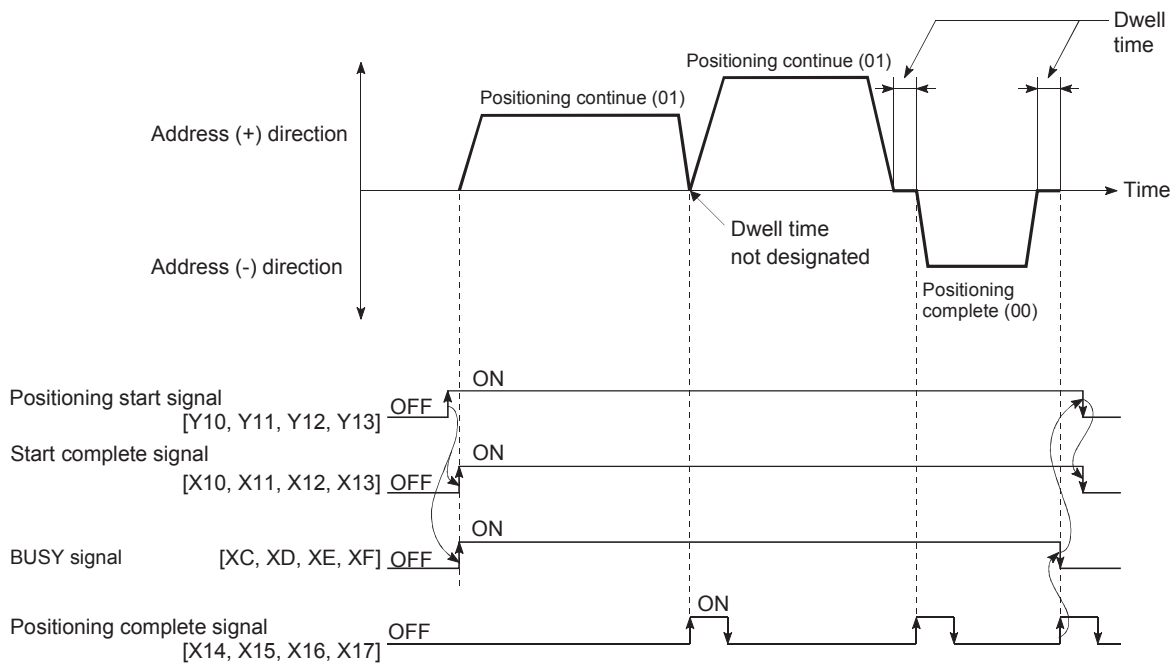 Dwell
time
Positioning continue (01)
Positioning continue (01)
Address (+) direction
Time
Dwell time
not designated
Address (-) direction
Positioning
complete (00)
ON
Positioning start signal
OFF
[Y10, Y11, Y12, Y13]
ON
Start complete signal
[X10, X11, X12, X13] OFF
ON
BUSY signal [XC, XD, XE, XF] OFF
ON
Positioning complete signal
OFF
[X14, X15, X16, X17]